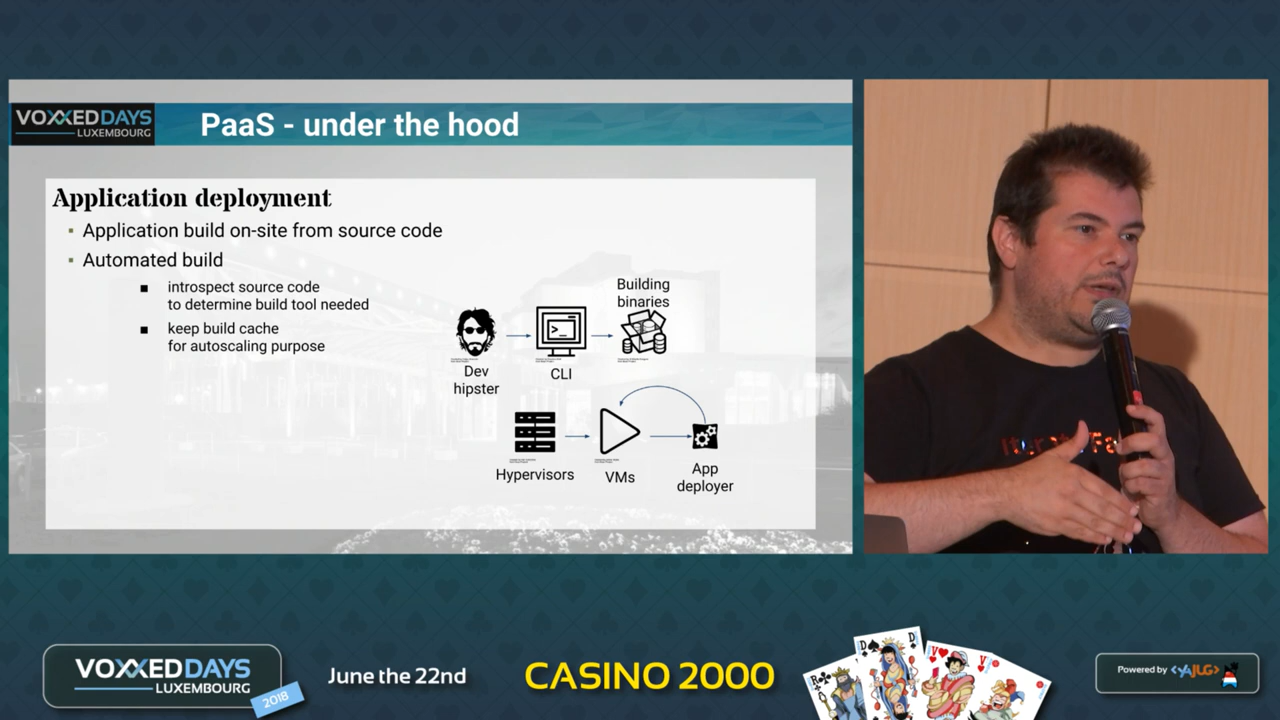 VOXXEDDAYS
LUXEMBOURG
PaaS - under the hood
Application deployment
Application build on-site from source code
Automated build
introspect source code
to determine build tool needed
keep build cache
for autoscaling purpose
Building
binaries
>_
Dev
hipster
CLI
Hypervisors
VMs
App
deployer
VOXXEDDAYS
LUXEMBOURG
2018
June the 22nd
CASINO 2000
R
D
D
V
V
Powered by <YAJUG>